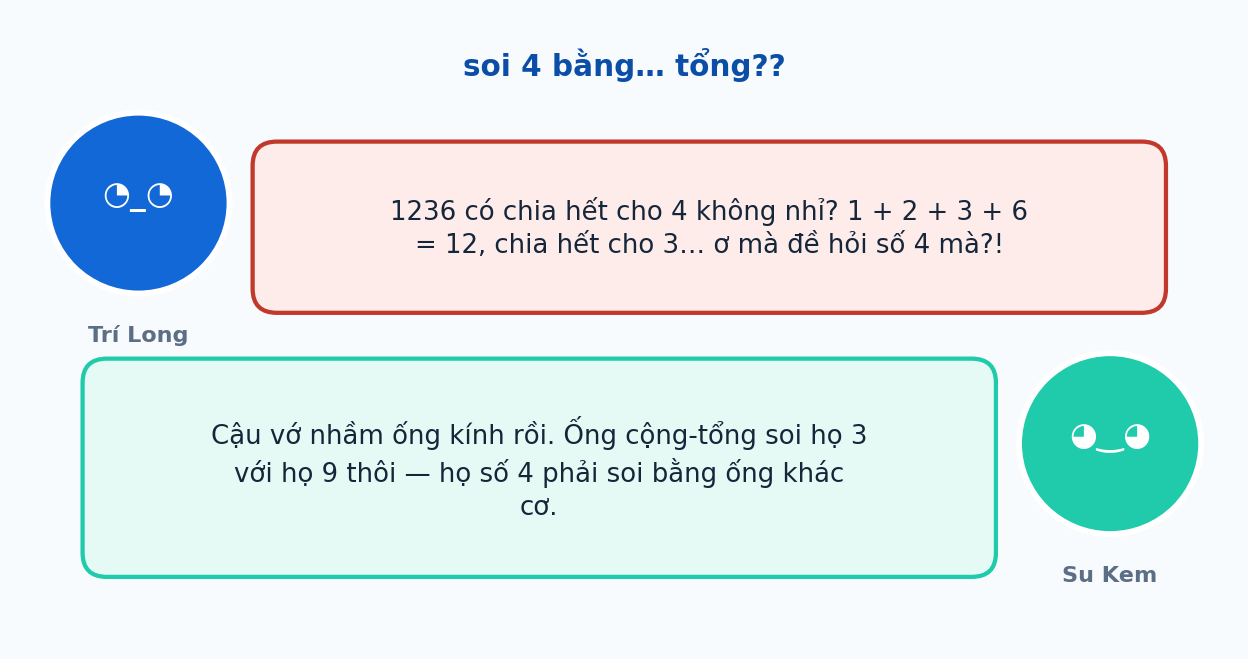 soi 4 bằng… tổng??
1236 có chia hết cho 4 không nhỉ? 1 + 2 + 3 + 6
= 12, chia hết cho 3… ơ mà đề hỏi số 4 mà?!
Trí Long
Cậu vớ nhầm ống kính rồi. Ống cộng-tổng soi họ 3
với họ 9 thôi — họ số 4 phải soi bằng ống khác
cơ.
Su Kem